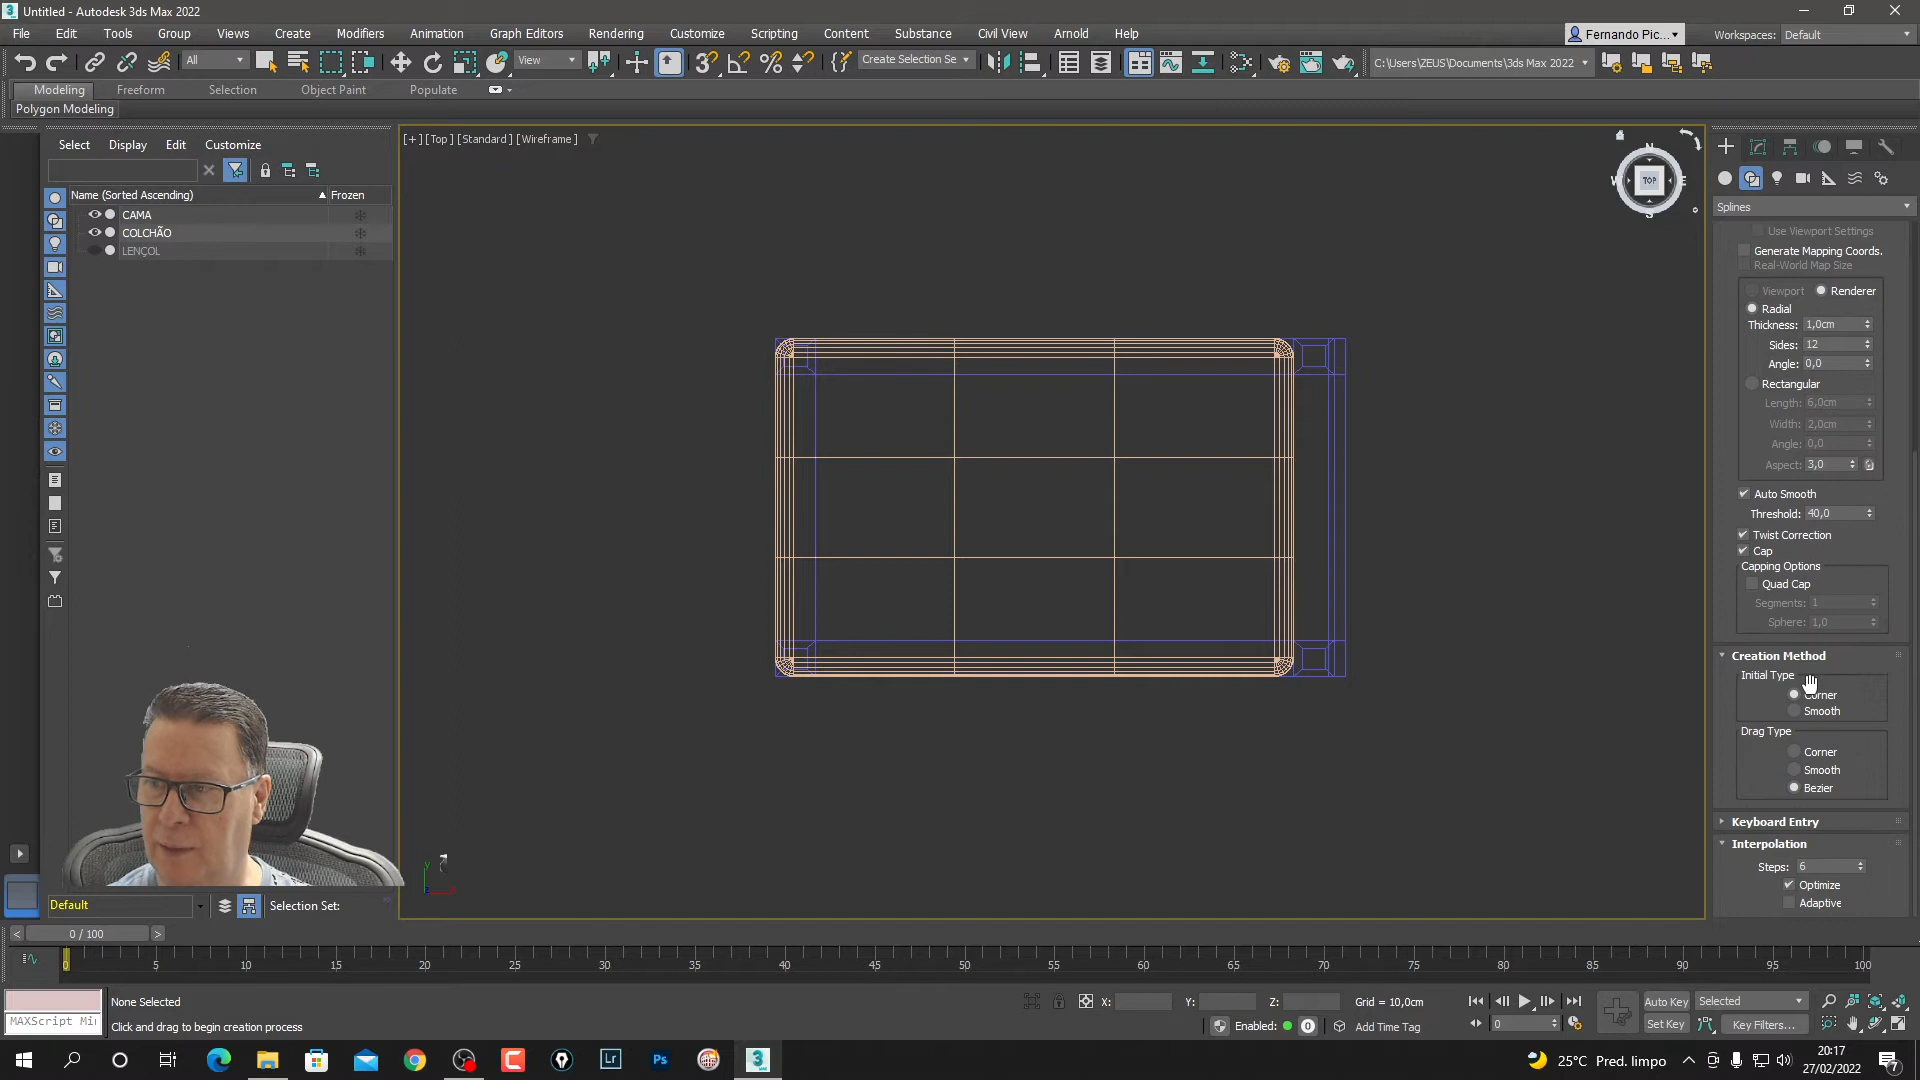 Untitled - Autodesk 3ds Max 2022
File Edit Tools Group Views Create Modifiers Animation Graph Editors Rendering Customize Scripting Content Civil View Substance Arnold Help
Fernando Pic...
Workspaces: Default
All
View
Create Selection Se
C:\Users\ZEUS\Documents\3ds Max 2022
Modeling Freeform Selection Object Paint Populate
Polygon Modeling
Select Display Edit Customize
[+] [Top] [Standard] [Wireframe]
Name (Sorted Ascending) Frozen
CAMA
COLCHÃO
LENÇOL
N
W TOP E
S
Splines
Use Viewport Settings
Generate Mapping Coords.
Real-World Map Size
Viewport Renderer
Radial
Thickness: 1,0cm
Sides: 12
Angle: 0,0
Rectangular
Length: 6,0cm
Width: 2,0cm
Angle: 0,0
Aspect: 3,0
Auto Smooth
Threshold: 40,0
Twist Correction
Cap
Capping Options
Quad Cap
Segments: 1
Sphere: 1,0
Creation Method
Initial Type
Corner
Smooth
Drag Type
Corner
Smooth
Bezier
Keyboard Entry
Interpolation
Steps: 6
Optimize
Adaptive
y
Default
Selection Set:
< 0 / 100 >
0 5 10 15 20 25 30 35 40 45 50 55 60 65 70 75 80 85 90 95 100
None Selected
MAXScript Mi
Click and drag to begin creation process
X: Y: Z: Grid = 10,0cm
Enabled: 0 Add Time Tag
0
Auto Key Selected
Set Key Key Filters...
Lr Ps 3
25°C Pred. limpo
20:17
27/02/2022
7